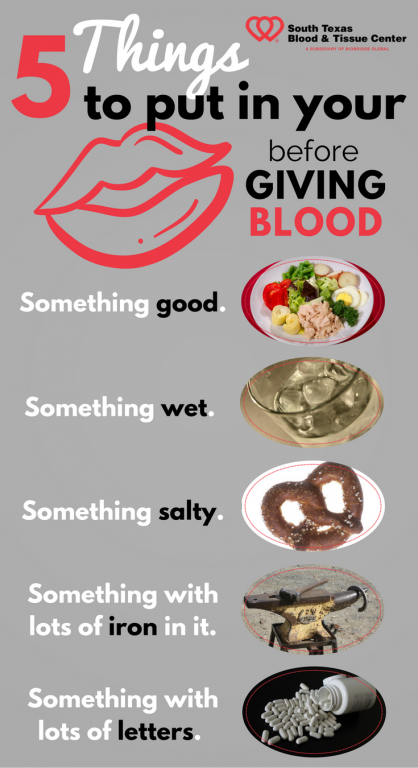 5 Things
South Texas
Blood & Tissue Center
A SUBSIDIARY OF BIOBRIDGE GLOBAL
to put in your
before
GIVING
BLOOD
Something good.
Something wet.
Something salty.
Something with
lots of iron in it.
Something with
lots of letters.